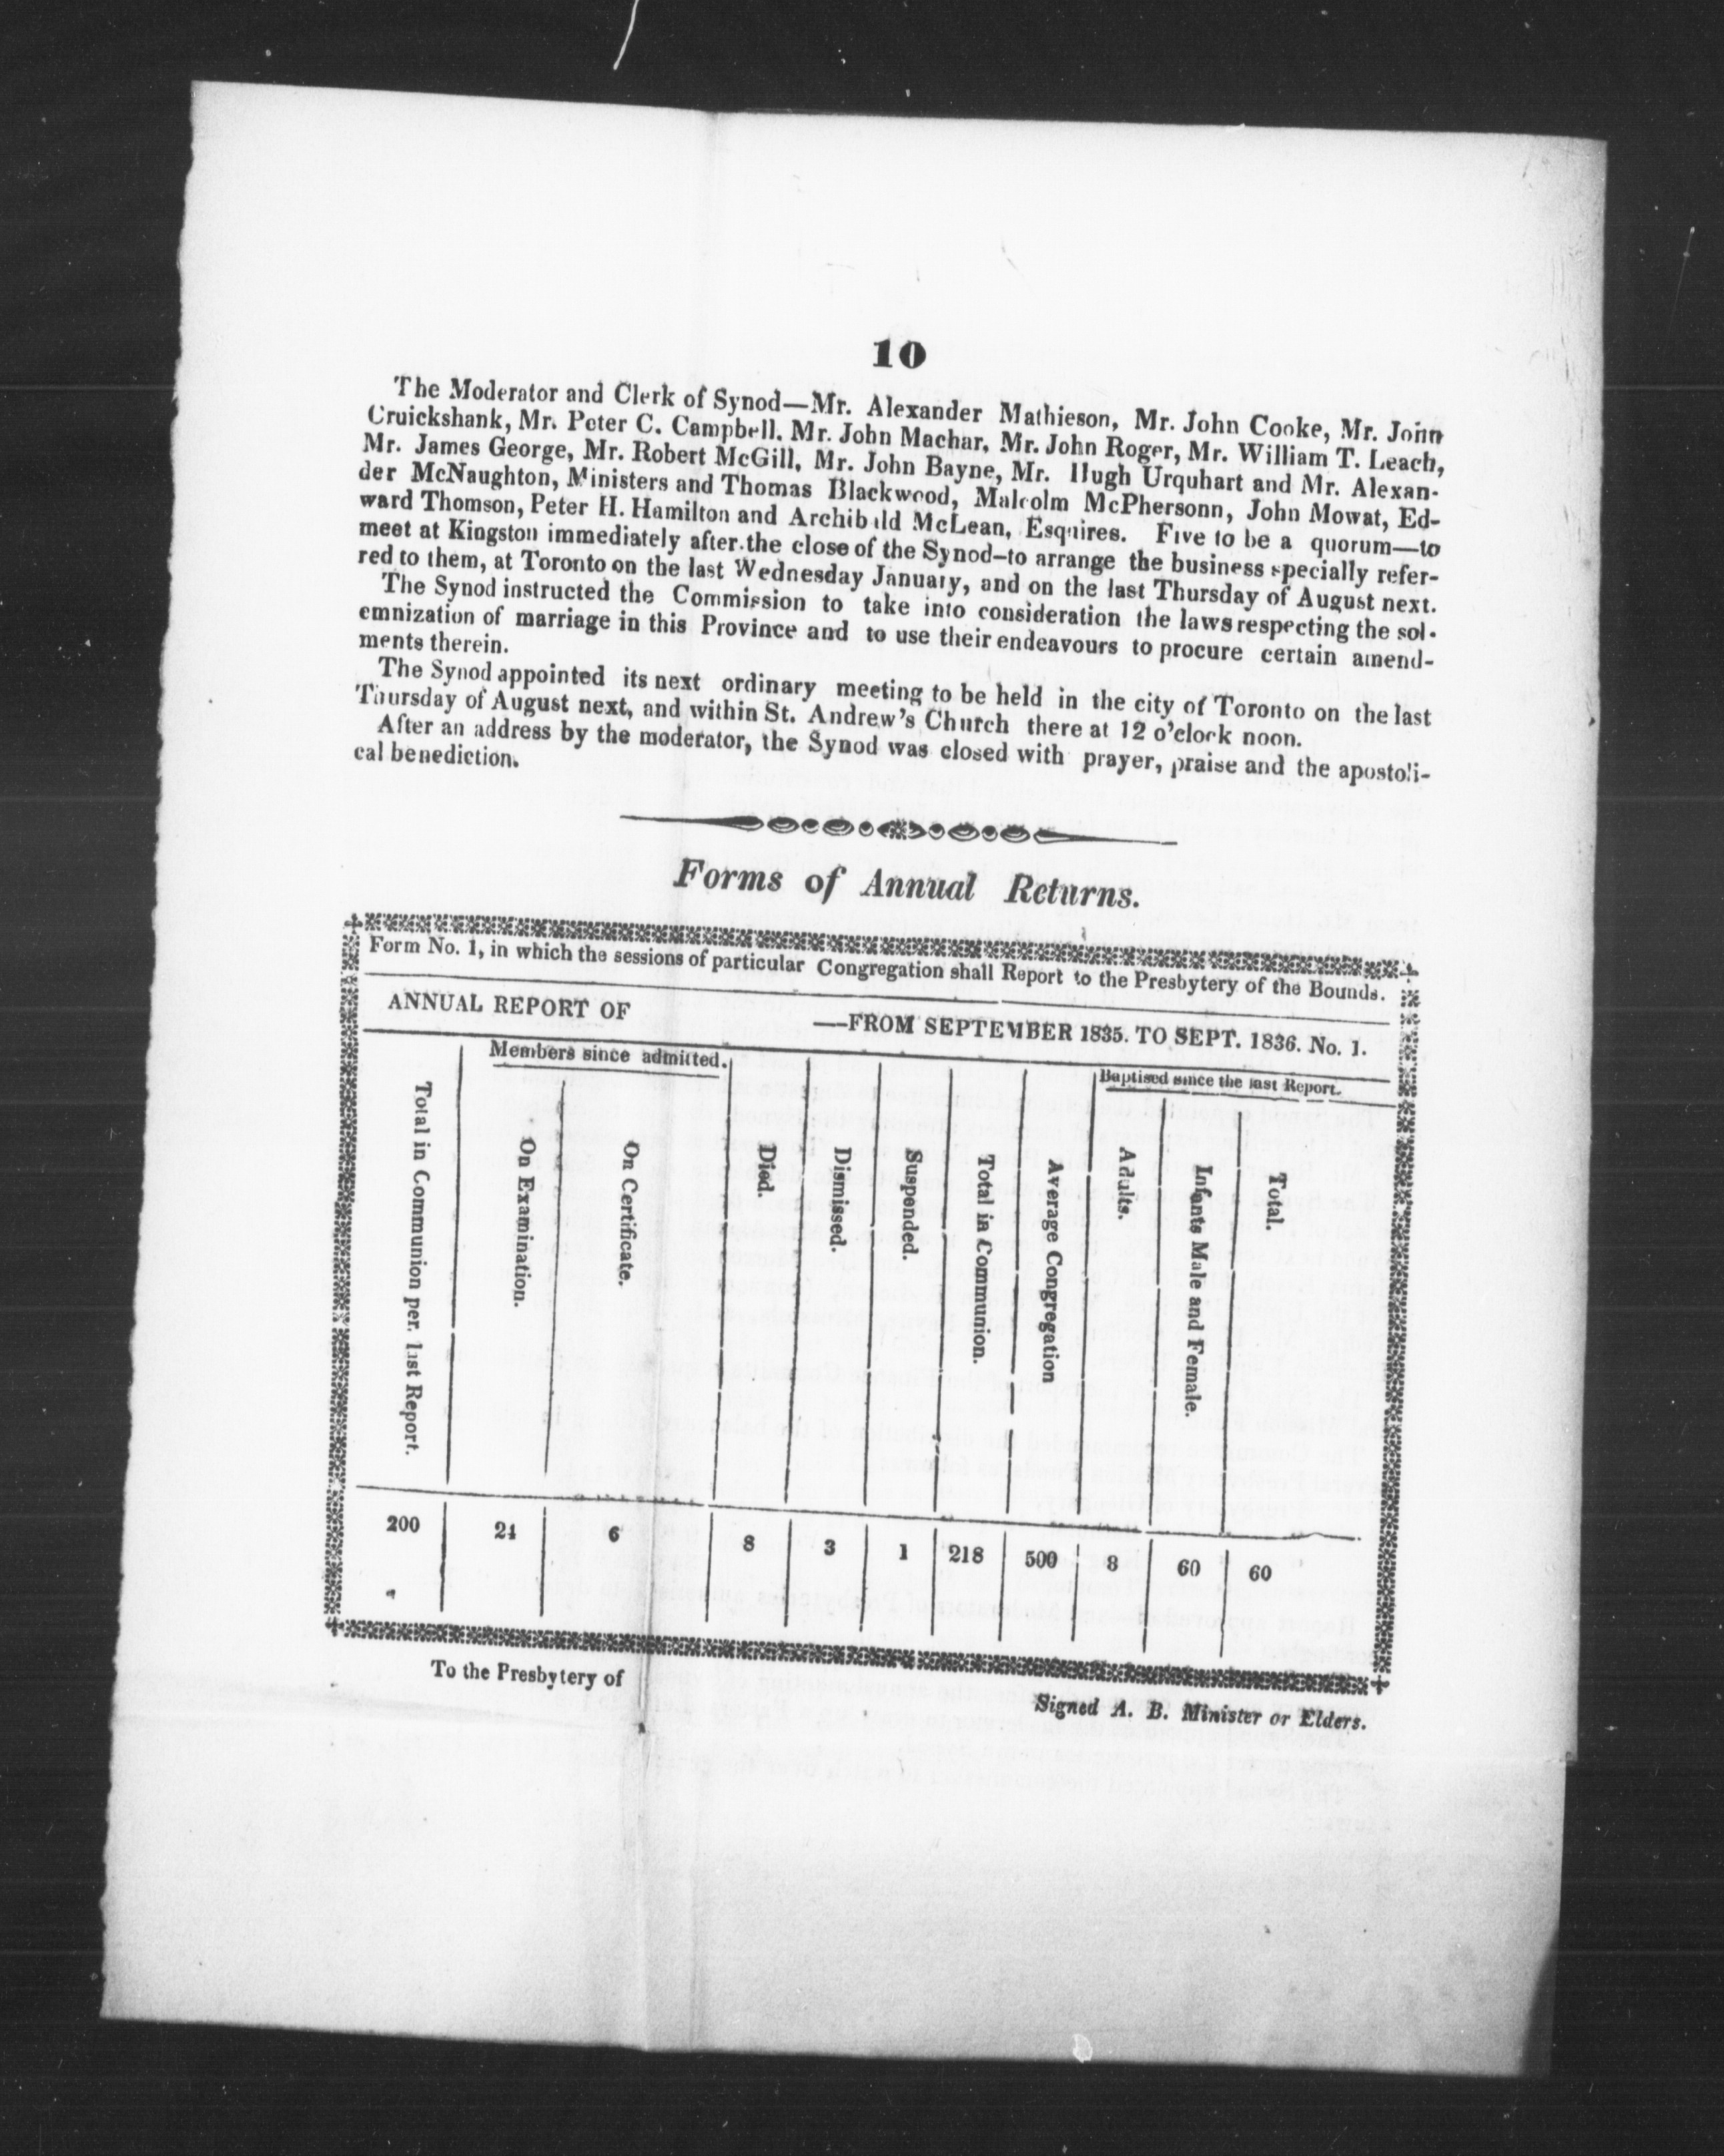 10
The Moderator and Clerk of Synod—Mr. Alexander Mathieson, Mr. John Cooke, Mr. John
Cruickshank, Mr. Peter C. Campbell. Mr. John Machar, Mr. John Roger, Mr. William T. Leach,
Mr. James George, Mr. Robert McGill, Mr. John Bayne, Mr. Hugh Urquhart and Mr. Alexan-
der McNaughton, Ministers and Thomas Blackwood, Malcolm McPhersonn, John Mowat, Ed-
ward Thomson, Peter H. Hamilton and Archibald McLean, Esquires. Five to be a quorum—to
meet at Kingston immediately after the close of the Synod–to arrange the business specially refer-
red to them, at Toronto on the last Wednesday January, and on the last Thursday of August next.
The Synod instructed the Commission to take into consideration the laws respecting the sol-
emnization of marriage in this Province and to use their endeavours to procure certain amend-
ments therein.
The Synod appointed its next ordinary meeting to be held in the city of Toronto on the last
Thursday of August next, and within St. Andrew's Church there at 12 o'clock noon.
After an address by the moderator, the Synod was closed with prayer, praise and the apostoli-
cal benediction.
Forms of Annual Returns.
Form No. 1, in which the sessions of particular Congregation shall Report to the Presbytery of the Bounds.
ANNUAL REPORT OF —FROM SEPTEMBER 1835. TO SEPT. 1836. No. 1.
Members since admitted.
Baptised since the last Report.
Total in Communion per. last Report.
On Examination.
On Certificate.
Died.
Dismissed.
Suspended.
Total in Communion.
Average Congregation
Adults.
Infants Male and Female.
Total.
200 24 6 8 3 1 218 500 8 60 60
To the Presbytery of
Signed A. B. Minister or Elders.